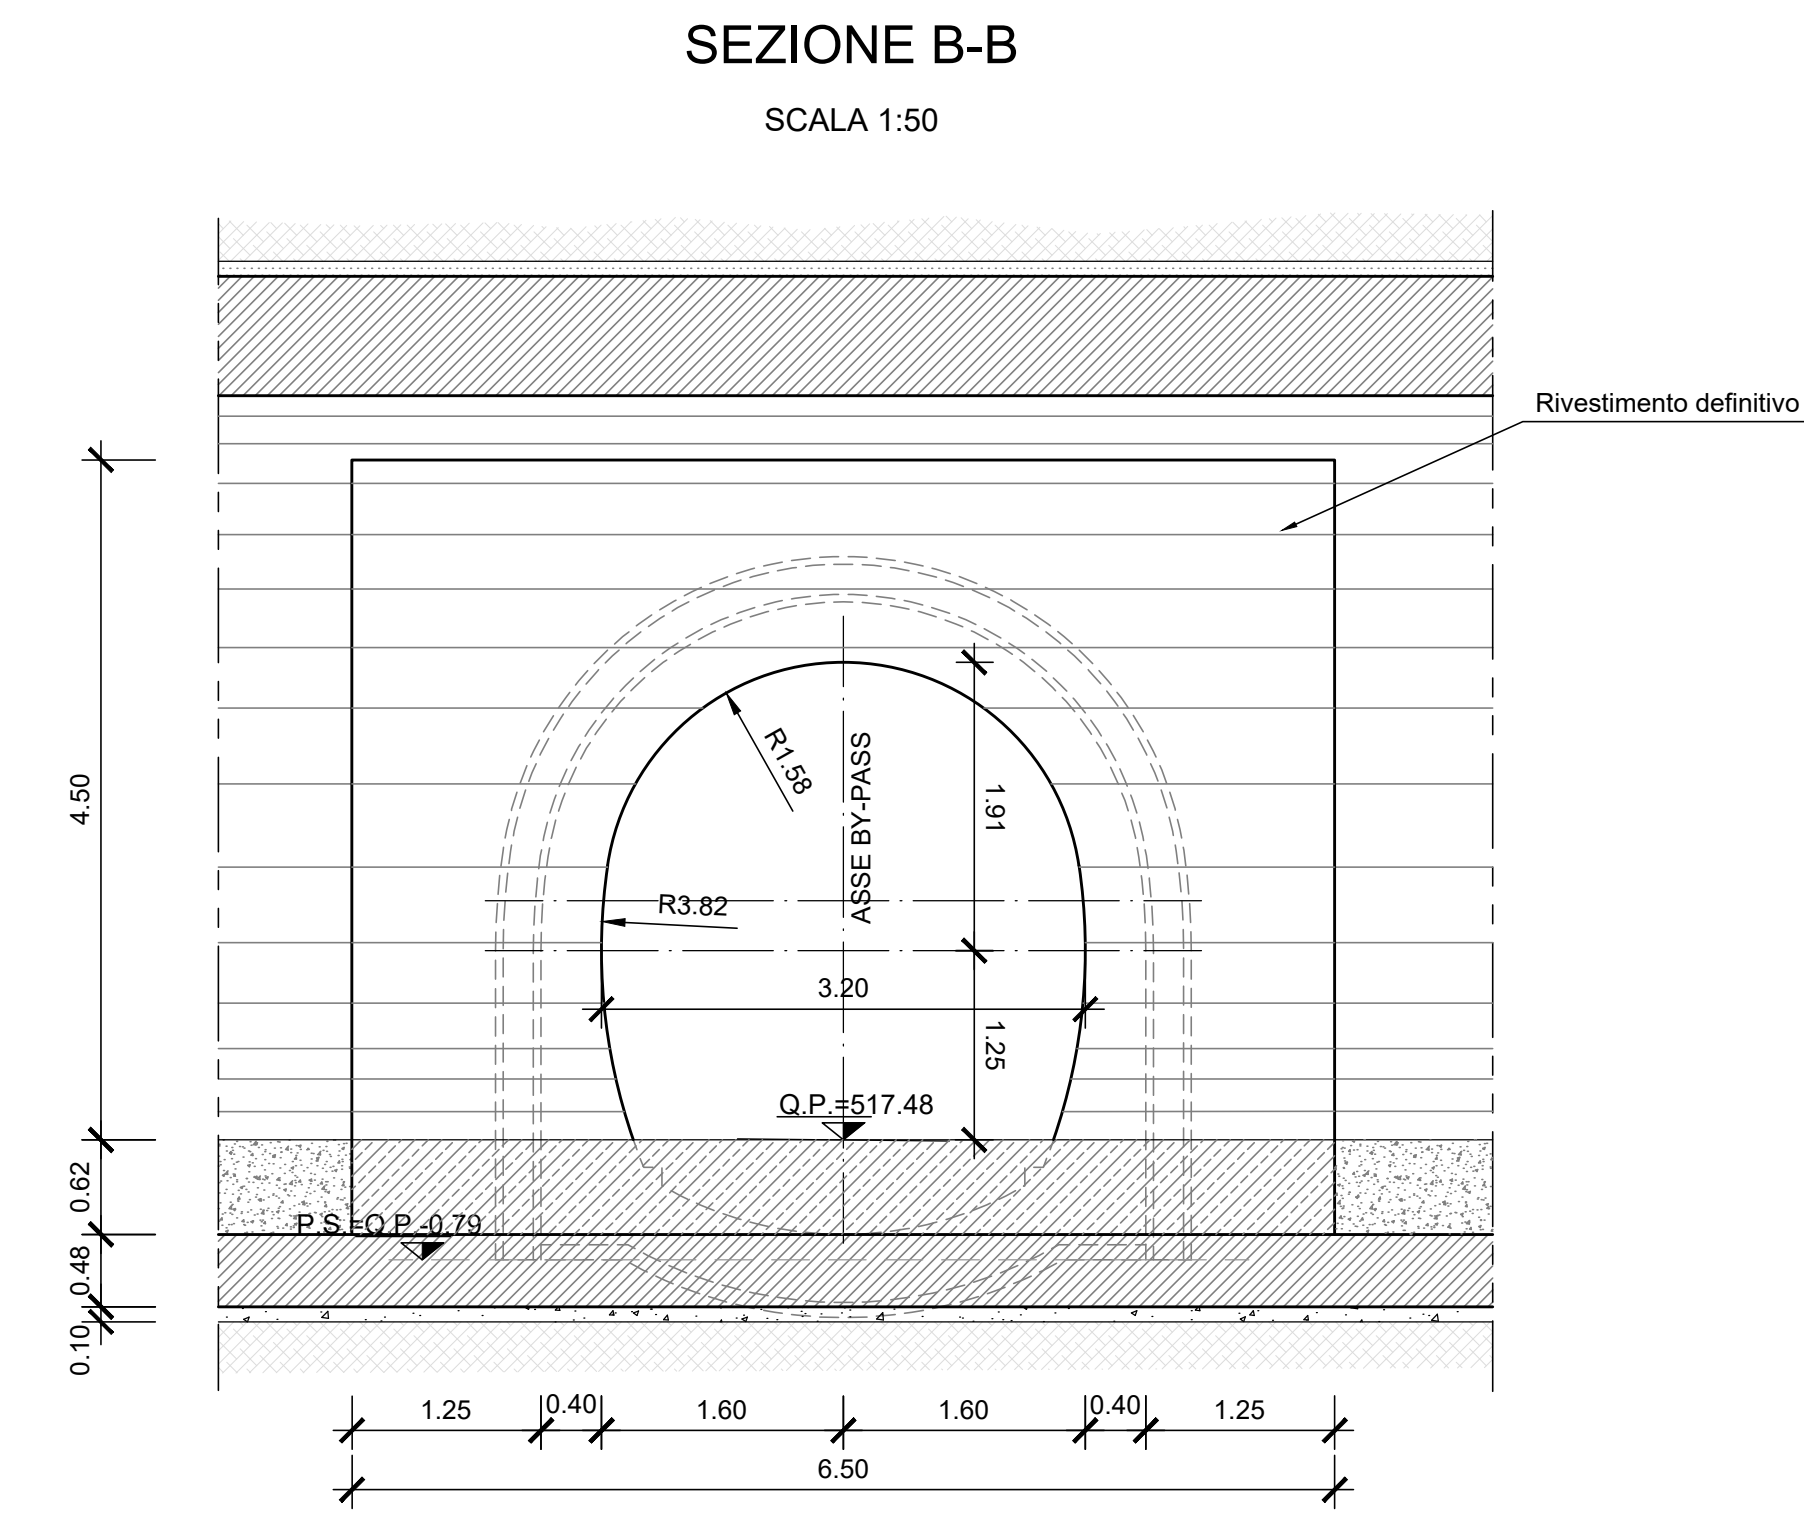 SEZIONE B-B
SCALA 1:50
Rivestimento definitivo
4.50
R1.58
ASSE BY-PASS
1.91
R3.82
3.20
1.25
Q.P.=517.48
0.62
P.S.=Q.P.-0.79
0.48
0.10
1.25
0.40
1.60
1.60
0.40
1.25
6.50